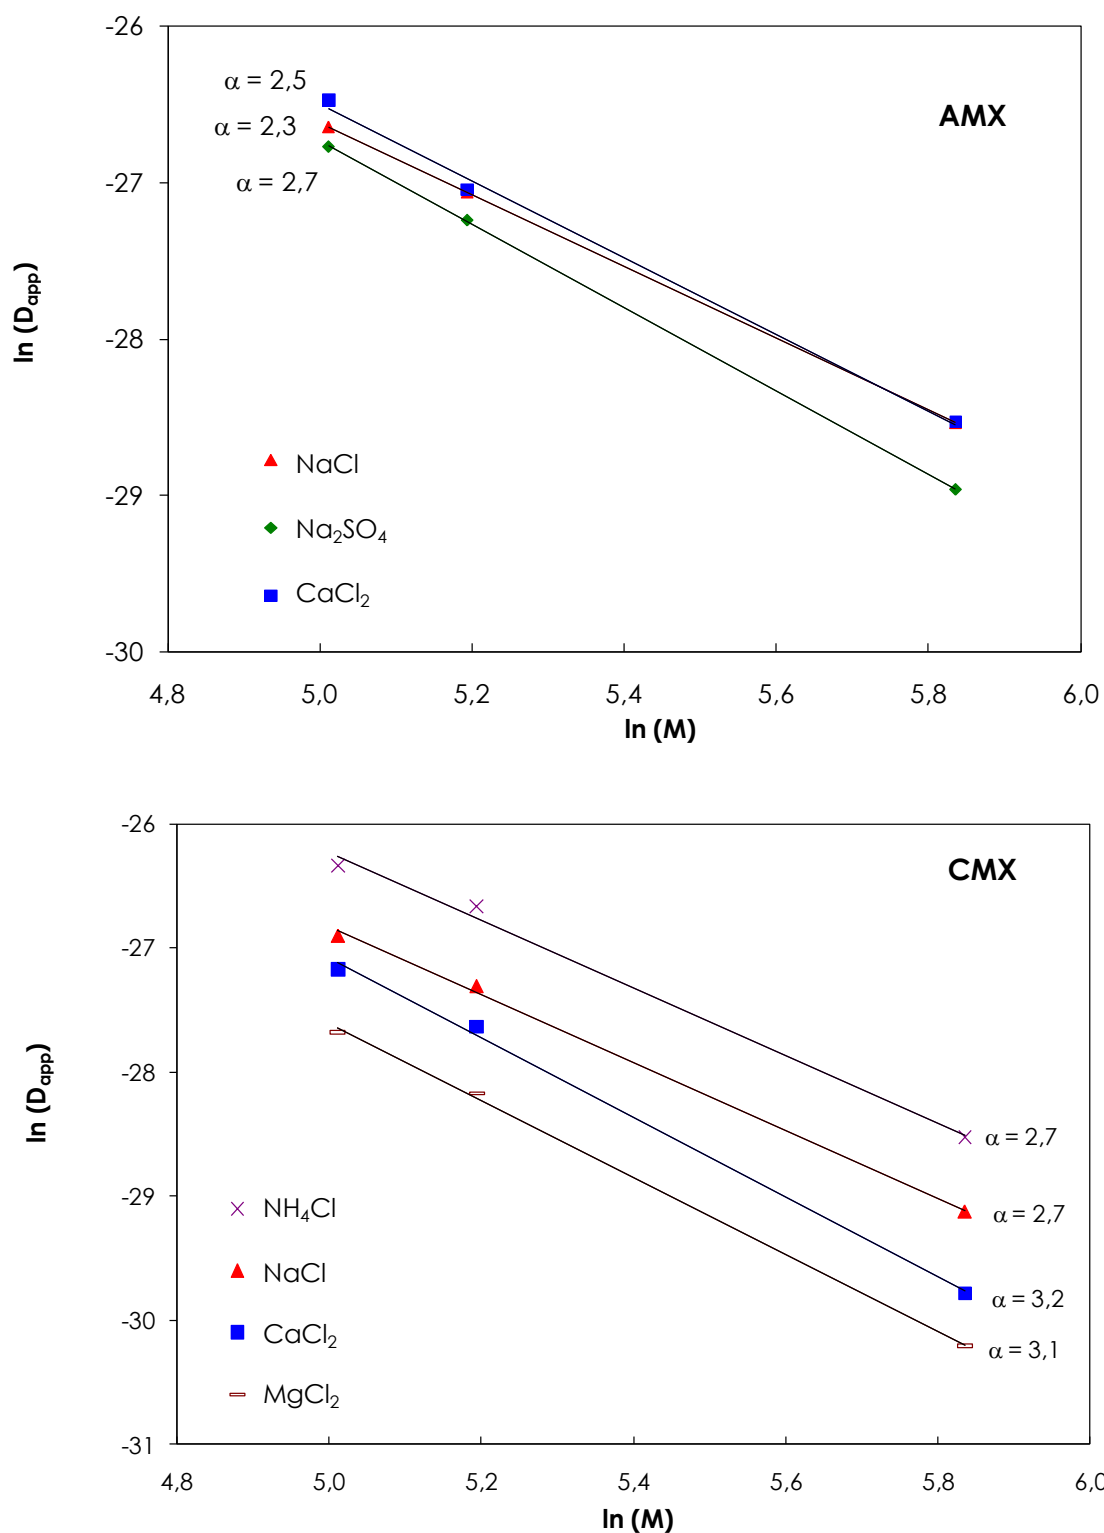 -26
α = 2,5
AMX
α = 2,3
-27
α = 2,7
ln (D_app)
-28
NaCl
-29
Na₂SO₄
CaCl₂
-30
4,8 5,0 5,2 5,4 5,6 5,8 6,0
ln (M)
-26
CMX
-27
ln (D_app)
-28
α = 2,7
-29
NH₄Cl
α = 2,7
NaCl
α = 3,2
-30
CaCl₂
α = 3,1
MgCl₂
-31
4,8 5,0 5,2 5,4 5,6 5,8 6,0
ln (M)